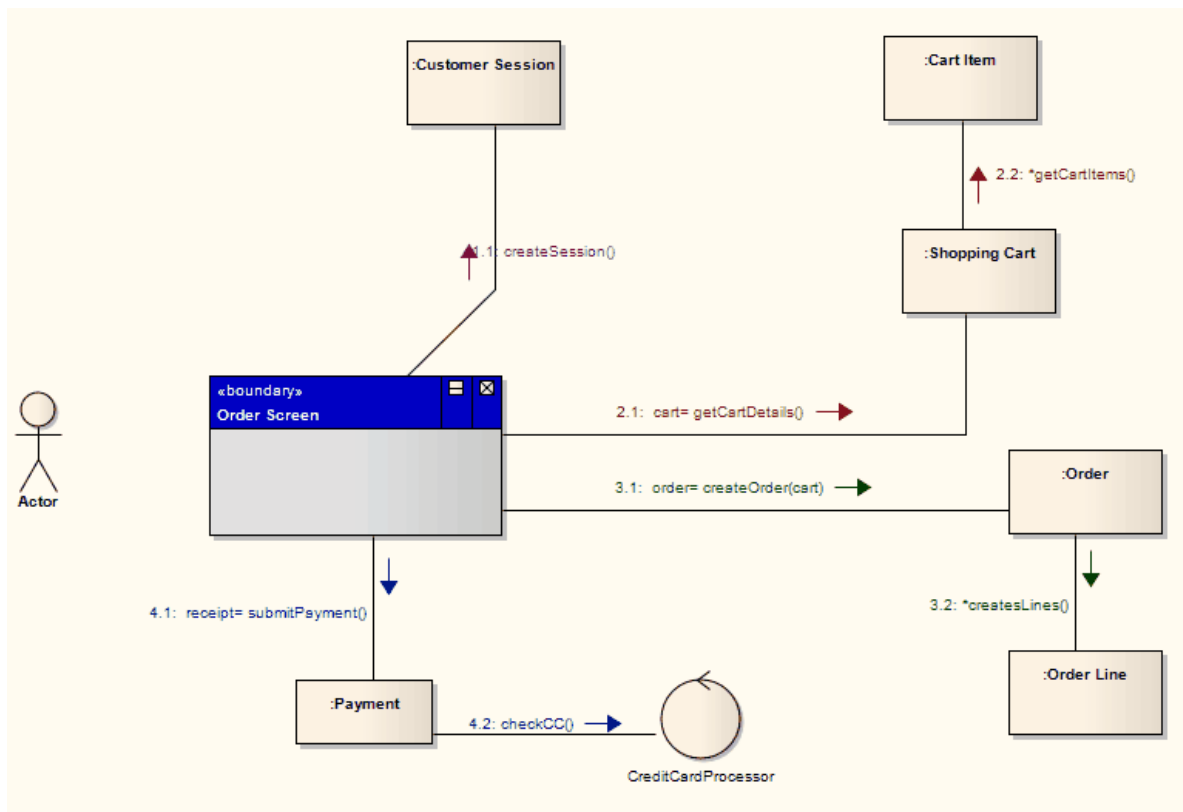 :Customer Session
:Cart Item
2.2: *getCartItems()
1.1: createSession()
:Shopping Cart
«boundary»
Order Screen
2.1: cart= getCartDetails()
Actor
3.1: order= createOrder(cart)
:Order
4.1: receipt= submitPayment()
3.2: *createsLines()
:Order Line
:Payment
4.2: checkCC()
CreditCardProcessor